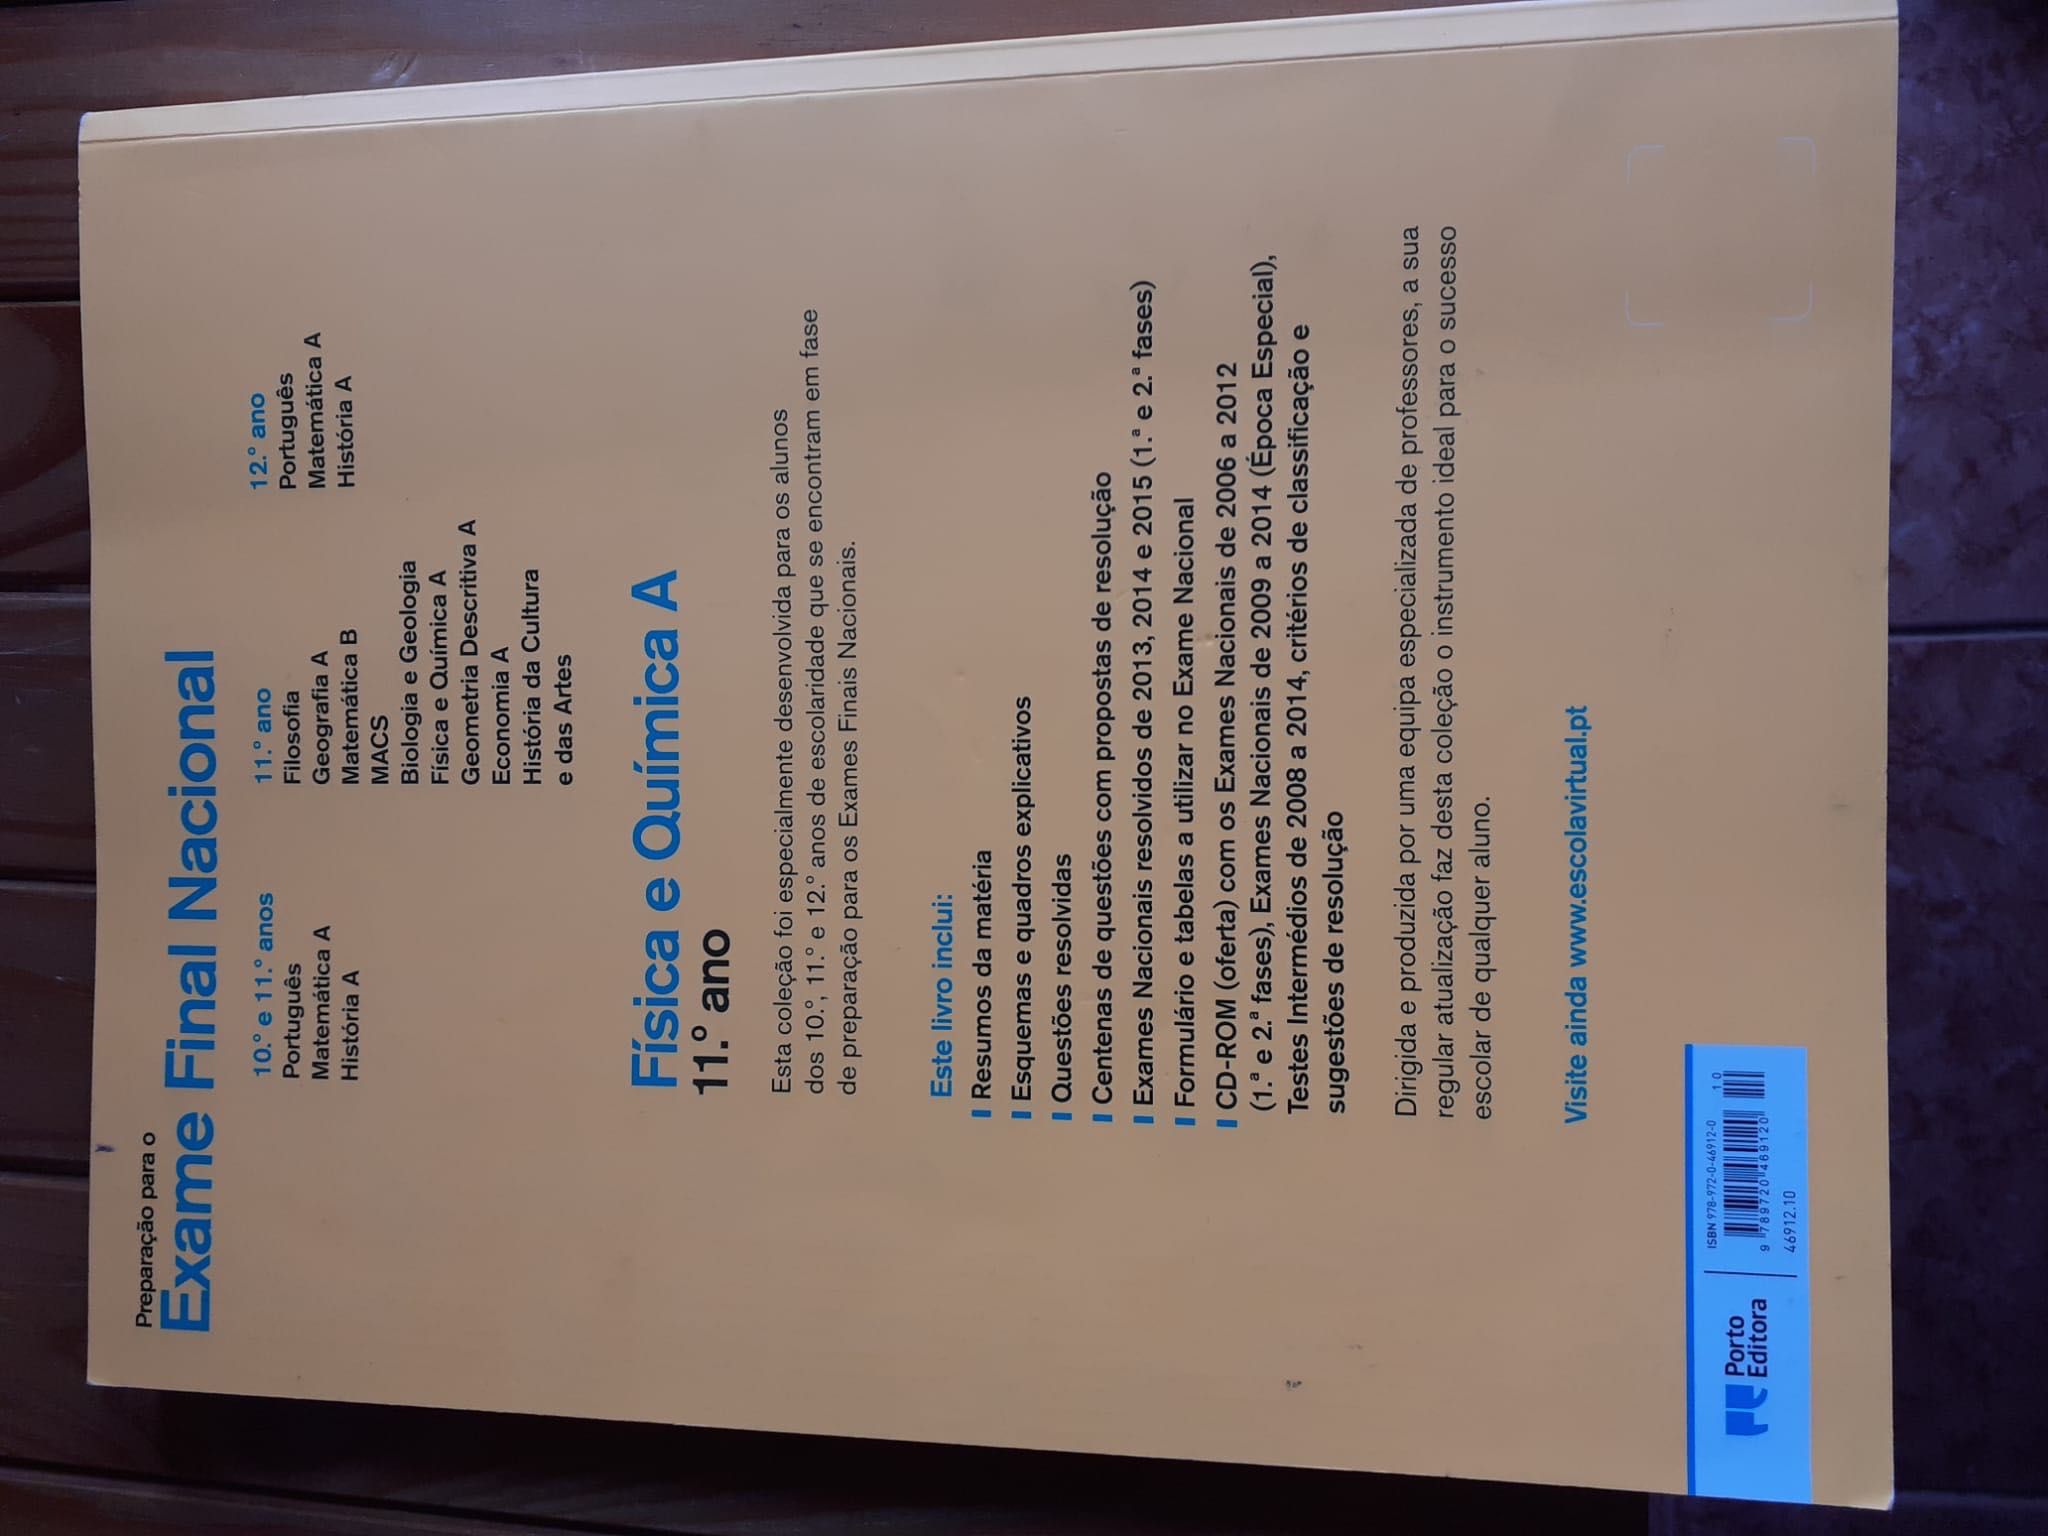 Preparação para o
Exame Final Nacional
10.º e 11.º anos
Português
Matemática A
História A
11.º ano
Filosofia
Geografia A
Matemática B
MACS
Biologia e Geologia
Física e Química A
Geometria Descritiva A
Economia A
História da Cultura
e das Artes
12.º ano
Português
Matemática A
História A
Física e Química A
11.º ano
Esta coleção foi especialmente desenvolvida para os alunos
dos 10.º, 11.º e 12.º anos de escolaridade que se encontram em fase
de preparação para os Exames Finais Nacionais.
Este livro inclui:
Resumos da matéria
Esquemas e quadros explicativos
Questões resolvidas
Centenas de questões com propostas de resolução
Exames Nacionais resolvidos de 2013, 2014 e 2015 (1.ª e 2.ª fases)
Formulário e tabelas a utilizar no Exame Nacional
CD-ROM (oferta) com os Exames Nacionais de 2006 a 2012
(1.ª e 2.ª fases), Exames Nacionais de 2009 a 2014 (Época Especial),
Testes Intermédios de 2008 a 2014, critérios de classificação e
sugestões de resolução
Dirigida e produzida por uma equipa especializada de professores, a sua
regular atualização faz desta coleção o instrumento ideal para o sucesso
escolar de qualquer aluno.
Visite ainda www.escolavirtual.pt
Porto
Editora
ISBN 978-972-0-46912-0
10
9 789720 469120
46912.10